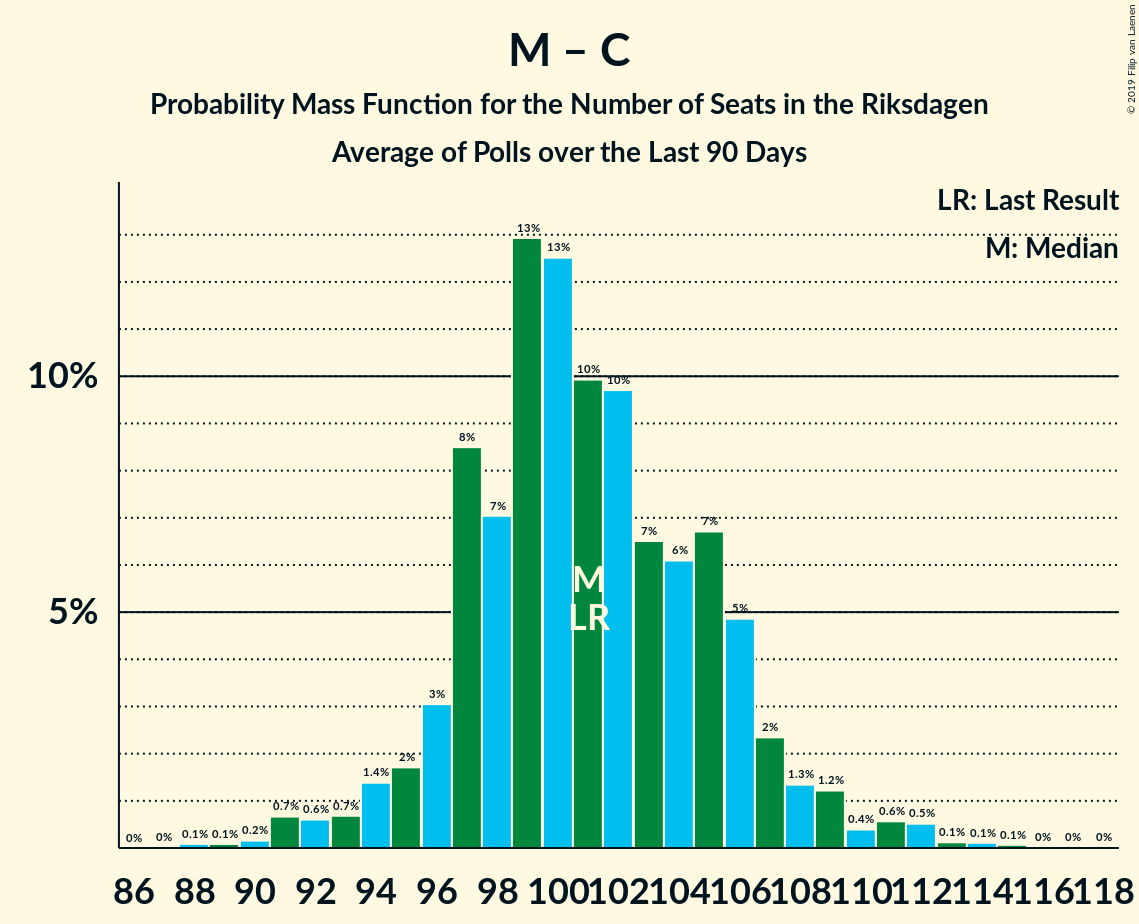 M – C
Probability Mass Function for the Number of Seats in the Riksdagen
Average of Polls over the Last 90 Days
© 2019 Filip van Laenen
LR: Last Result
M: Median
10%
5%
0% 0% 0.1% 0.1% 0.2% 0.7% 0.6% 0.7% 1.4% 2% 3% 8% 7% 13% 13% 10% 10% 7% 6% 7% 5% 2% 1.3% 1.2% 0.4% 0.6% 0.5% 0.1% 0.1% 0.1% 0% 0% 0%
M
LR
86 88 90 92 94 96 98 100 102 104 106 108 110 112 114 116 118